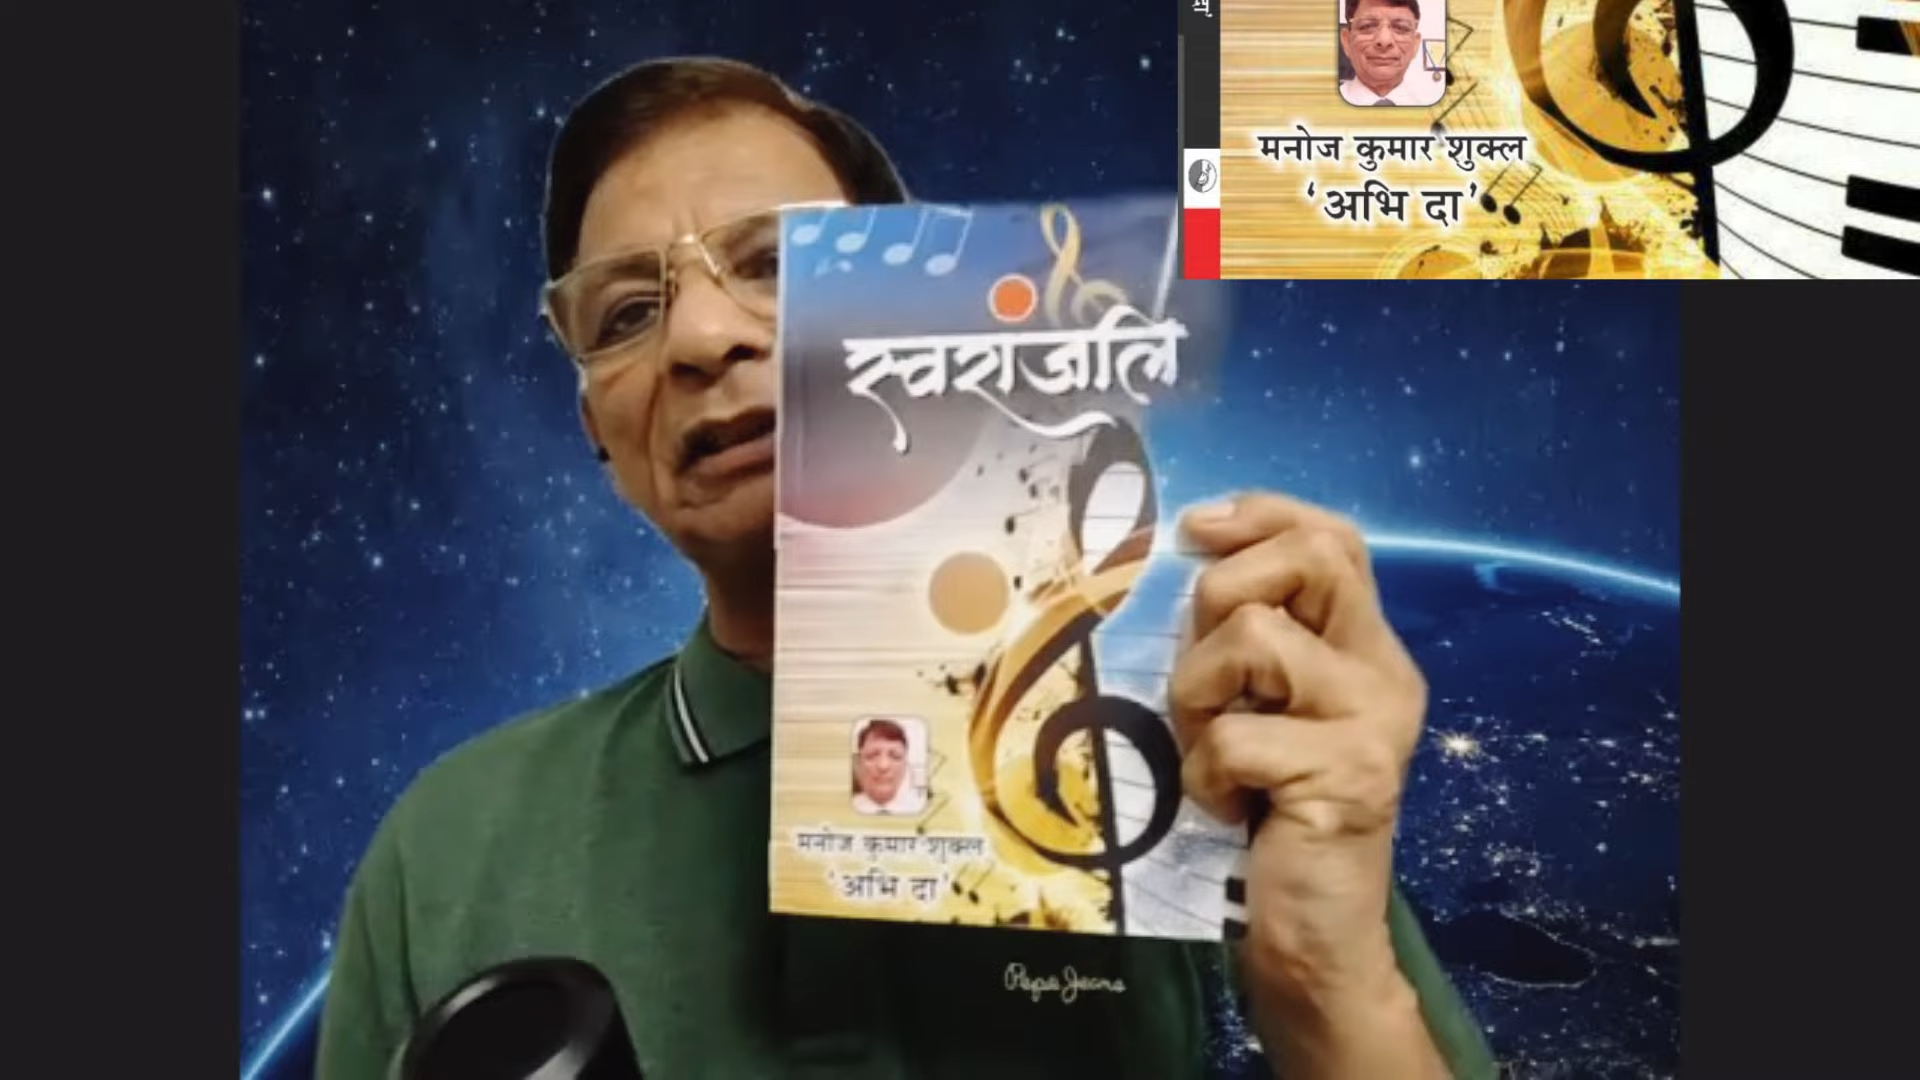 मनोज कुमार शुक्ल
‘अभि दा’
स्वरांजलि
मनोज कुमार शुक्ल
‘अभि दा’
Pepe Jeans